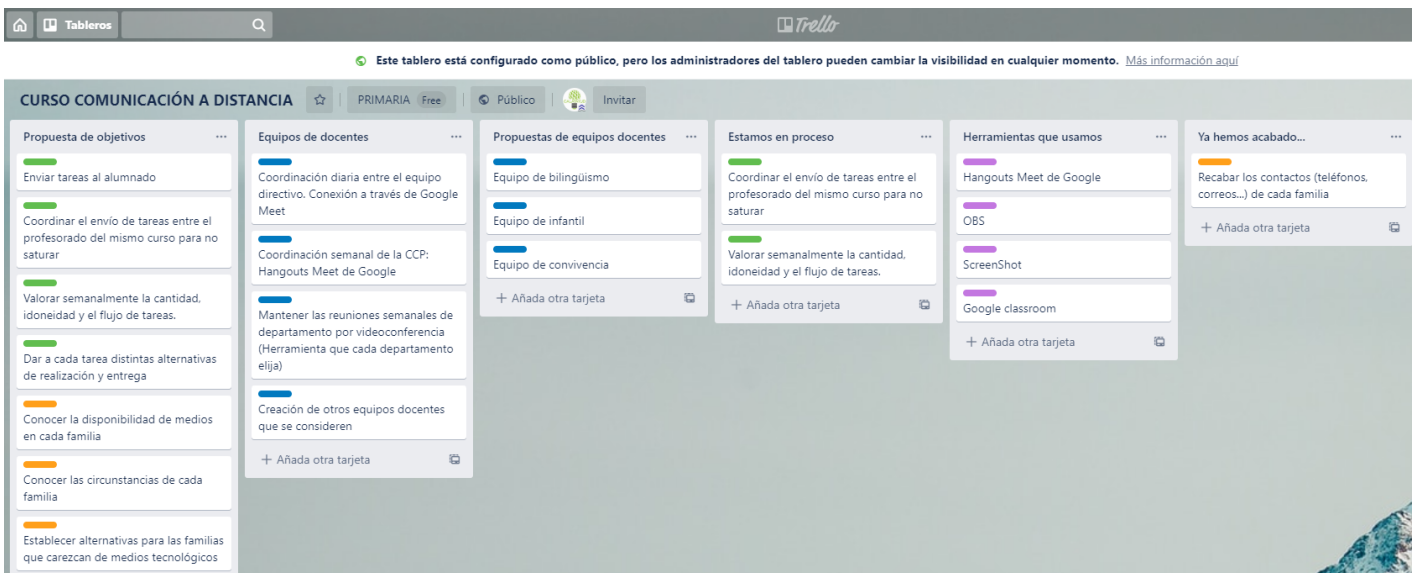 Tableros
Trello
Este tablero está configurado como público, pero los administradores del tablero pueden cambiar la visibilidad en cualquier momento. Más información aquí
CURSO COMUNICACIÓN A DISTANCIA
PRIMARIA Free
Público
Invitar
Propuesta de objetivos
Enviar tareas al alumnado
Coordinar el envío de tareas entre el
profesorado del mismo curso para no
saturar
Valorar semanalmente la cantidad,
idoneidad y el flujo de tareas.
Dar a cada tarea distintas alternativas
de realización y entrega
Conocer la disponibilidad de medios
en cada familia
Conocer las circunstancias de cada
familia
Establecer alternativas para las familias
que carezcan de medios tecnológicos
Equipos de docentes
Coordinación diaria entre el equipo
directivo. Conexión a través de Google
Meet
Coordinación semanal de la CCP:
Hangouts Meet de Google
Mantener las reuniones semanales de
departamento por videoconferencia
(Herramienta que cada departamento
elija)
Creación de otros equipos docentes
que se consideren
+ Añada otra tarjeta
Propuestas de equipos docentes
Equipo de bilingüismo
Equipo de infantil
Equipo de convivencia
+ Añada otra tarjeta
Estamos en proceso
Coordinar el envío de tareas entre el
profesorado del mismo curso para no
saturar
Valorar semanalmente la cantidad,
idoneidad y el flujo de tareas.
+ Añada otra tarjeta
Herramientas que usamos
Hangouts Meet de Google
OBS
ScreenShot
Google classroom
+ Añada otra tarjeta
Ya hemos acabado...
Recabar los contactos (teléfonos,
correos...) de cada familia
+ Añada otra tarjeta